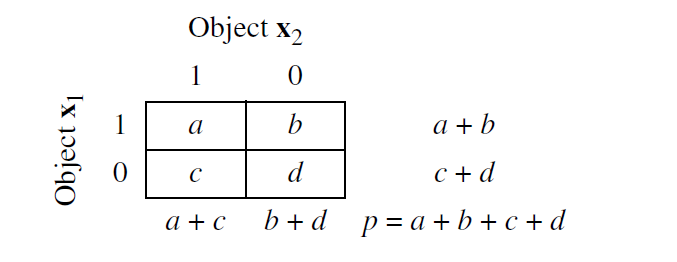 Object x₂
1 0
Object x₁
1 a b a + b
0 c d c + d
a + c b + d p = a + b + c + d